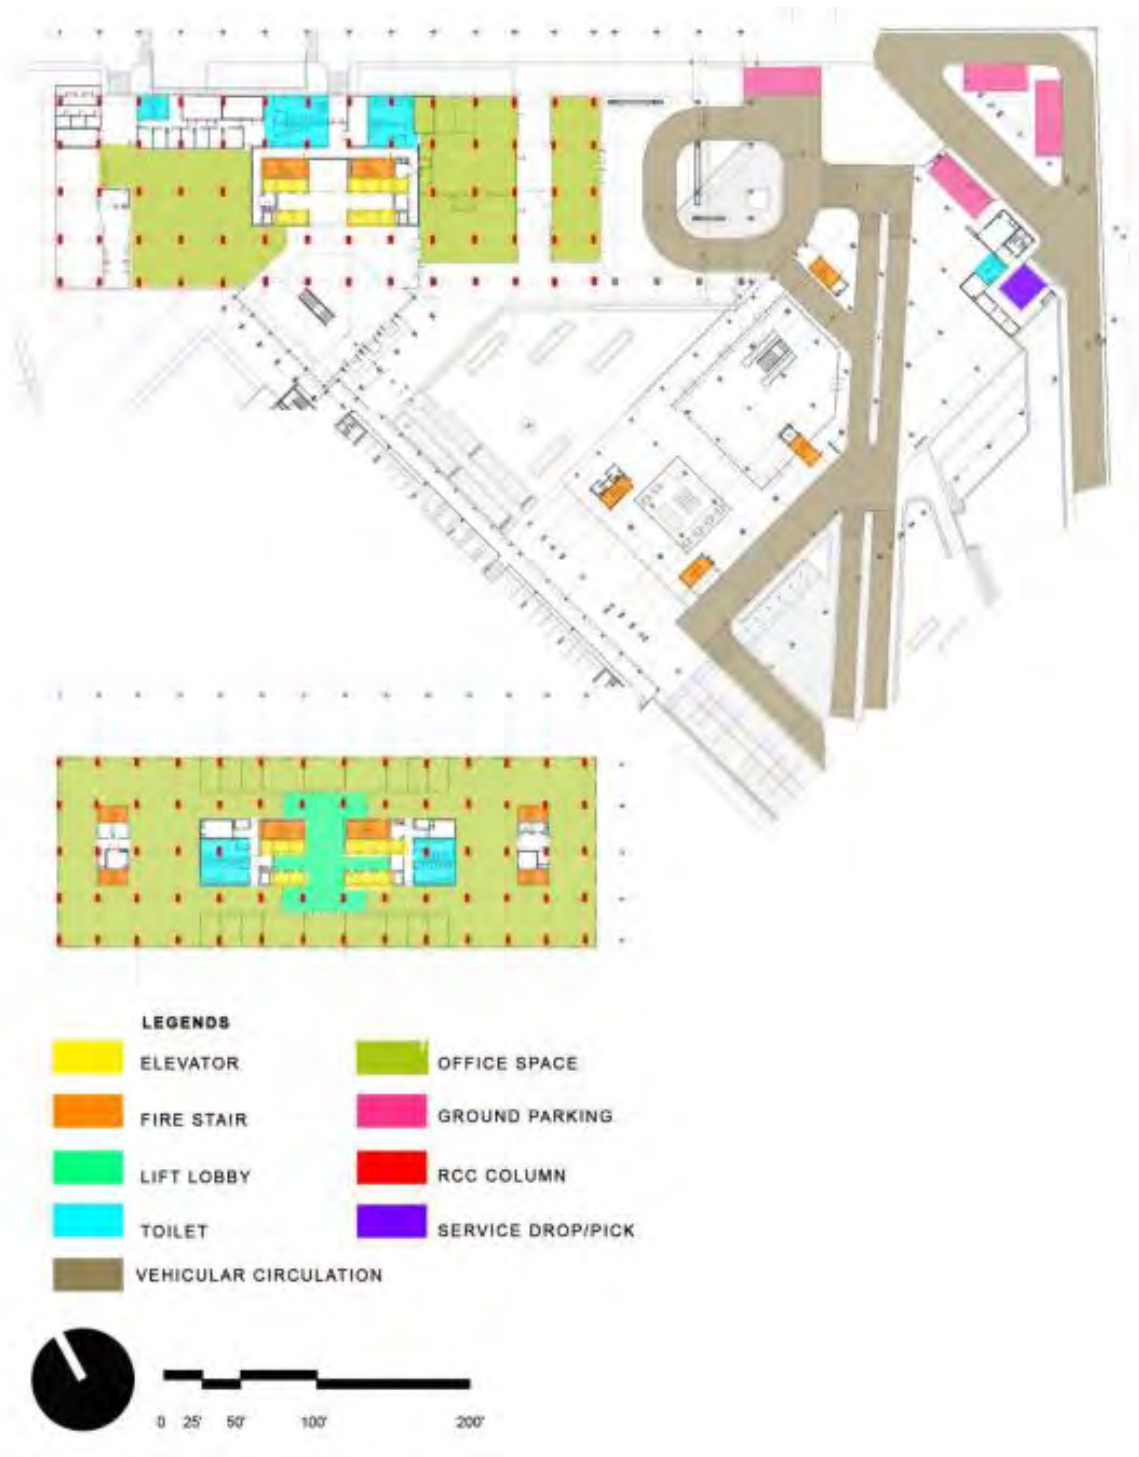 LEGENDS
ELEVATOR
OFFICE SPACE
FIRE STAIR
GROUND PARKING
LIFT LOBBY
RCC COLUMN
TOILET
SERVICE DROP/PICK
VEHICULAR CIRCULATION
0 25' 50' 100' 200'